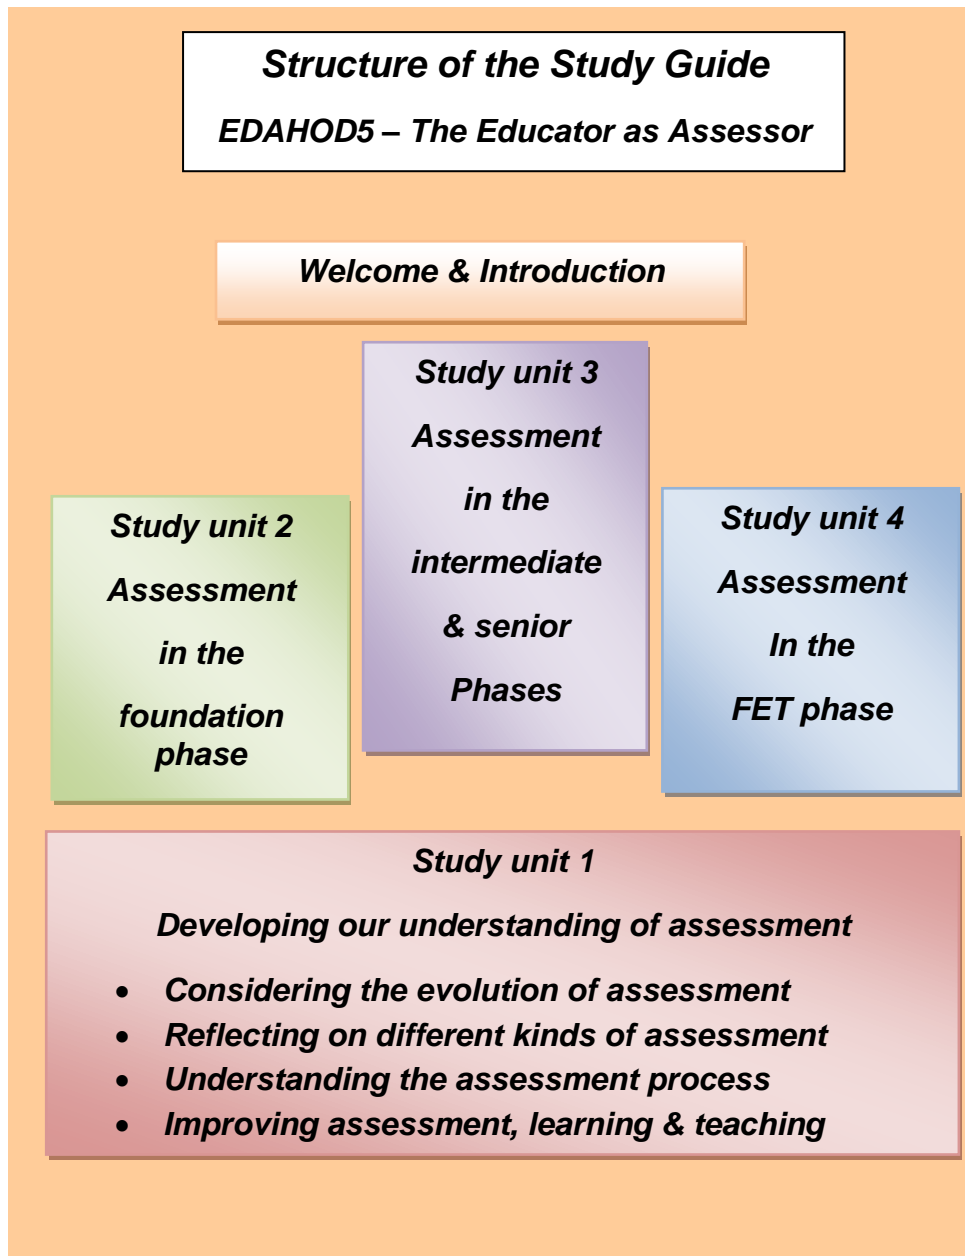 Structure of the Study Guide
EDAHOD5 – The Educator as Assessor
Welcome & Introduction
Study unit 3
Assessment
in the
intermediate
& senior
Phases
Study unit 2
Assessment
in the
foundation
phase
Study unit 4
Assessment
In the
FET phase
Study unit 1
Developing our understanding of assessment
• Considering the evolution of assessment
• Reflecting on different kinds of assessment
• Understanding the assessment process
• Improving assessment, learning & teaching